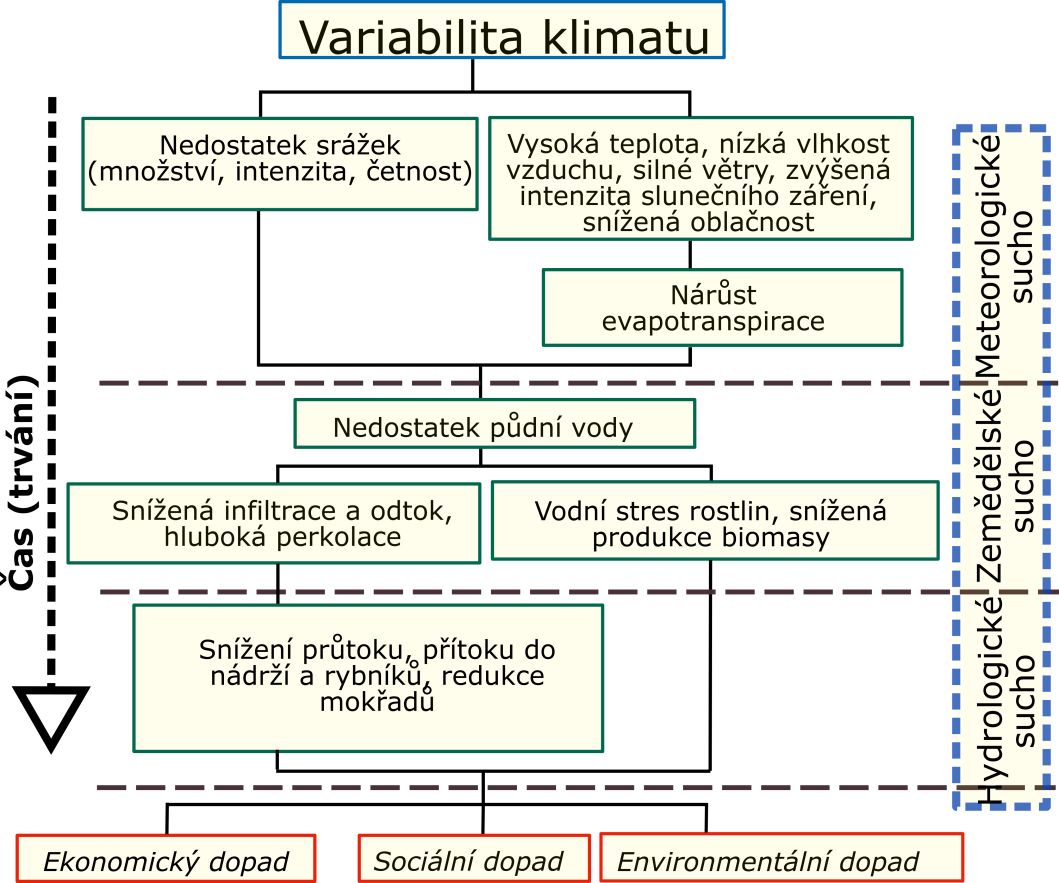 Variabilita klimatu
Nedostatek srážek
(množství, intenzita, četnost)
Vysoká teplota, nízká vlhkost
vzduchu, silné větry, zvýšená
intenzita slunečního záření,
snížená oblačnost
Nárůst
evapotranspirace
Meteorologické
sucho
Nedostatek půdní vody
Snížená infiltrace a odtok,
hluboká perkolace
Vodní stres rostlin, snížená
produkce biomasy
Zemědělské
sucho
Čas (trvání)
Snížení průtoku, přítoku do
nádrží a rybníků, redukce
mokřadů
Hydrologické
sucho
Ekonomický dopad
Sociální dopad
Environmentální dopad